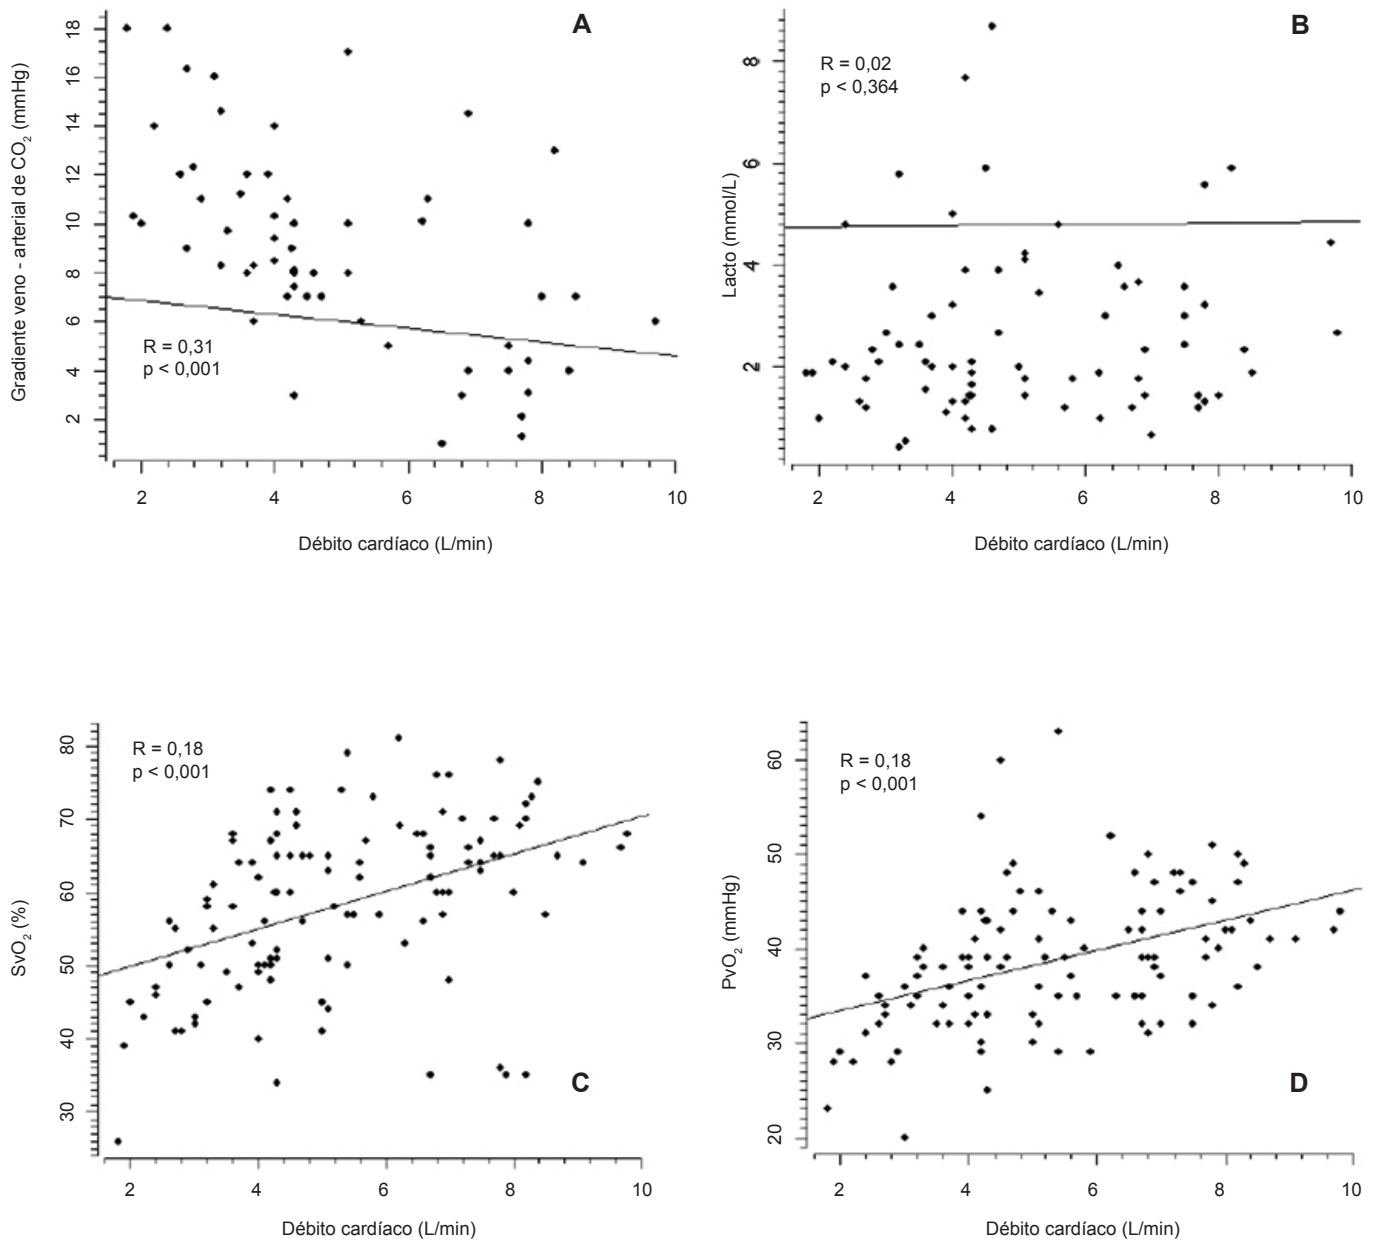 A
18
16
14
12
10
8
6
4
2
Gradiente veno - arterial de CO₂ (mmHg)
R = 0,31
p < 0,001
2 4 6 8 10
Débito cardíaco (L/min)
B
R = 0,02
p < 0,364
8
6
4
2
Lacto (mmol/L)
2 4 6 8 10
Débito cardíaco (L/min)
R = 0,18
p < 0,001
80
70
60
50
40
30
SvO₂ (%)
C
2 4 6 8 10
Débito cardíaco (L/min)
R = 0,18
p < 0,001
60
50
40
30
20
PvO₂ (mmHg)
D
2 4 6 8 10
Débito cardíaco (L/min)